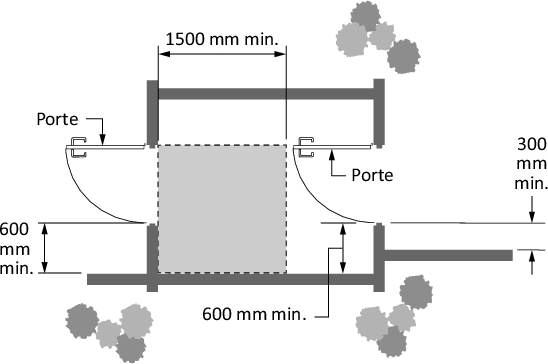 1500 mm min.
Porte
300
mm
min.
Porte
600
mm
min.
600 mm min.